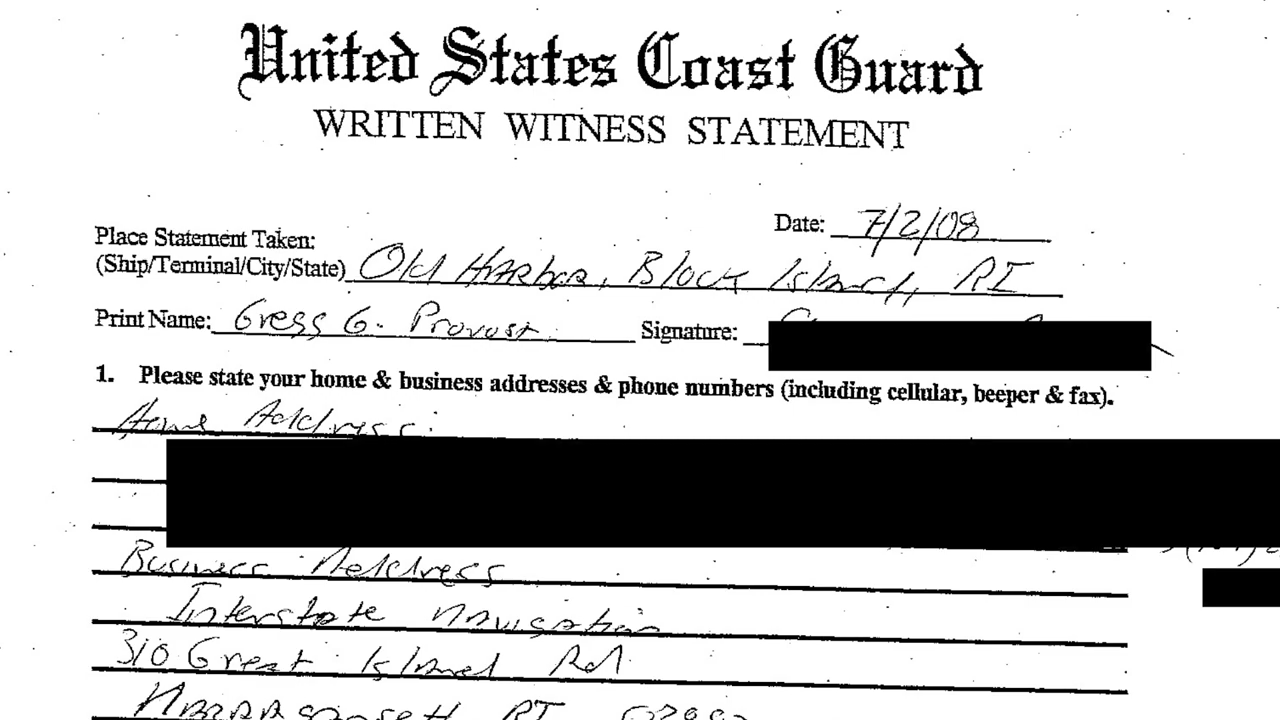 United States Coast Guard
WRITTEN WITNESS STATEMENT
Date: 7/2/08
Place Statement Taken:
(Ship/Terminal/City/State) Old Harbor, Block Island, RI
Print Name: Gregg G. Provost Signature:
1. Please state your home & business addresses & phone numbers (including cellular, beeper & fax).
Home Address:
Business Address
Interstate Navigation
310 Great Island Rd
Narragansett RI